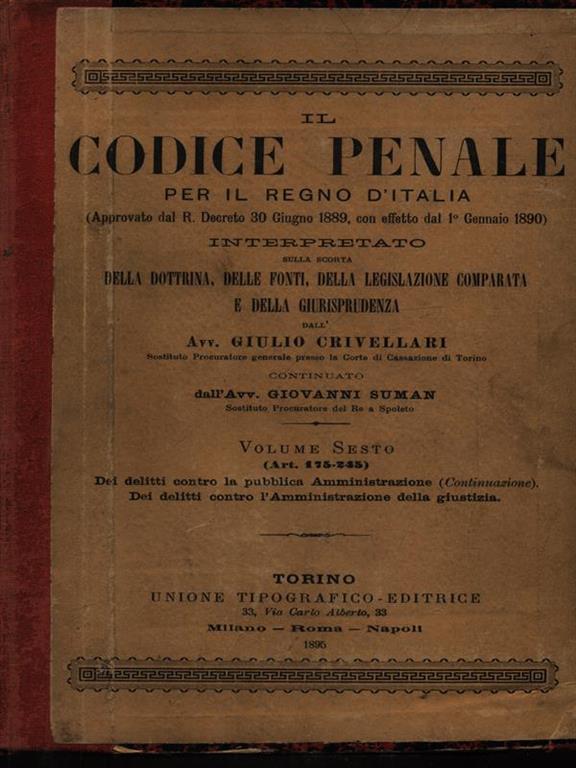 IL
CODICE PENALE
PER IL REGNO D'ITALIA
(Approvato dal R. Decreto 30 Giugno 1889, con effetto dal 1º Gennaio 1890)
INTERPRETATO
SULLA SCORTA
DELLA DOTTRINA, DELLE FONTI, DELLA LEGISLAZIONE COMPARATA
E DELLA GIURISPRUDENZA
DALL'
AVV. GIULIO CRIVELLARI
Sostituto Procuratore generale presso la Corte di Cassazione di Torino
CONTINUATO
dall'Avv. GIOVANNI SUMAN
Sostituto Procuratore del Re a Spoleto
VOLUME SESTO
(Art. 175-245)
Dei delitti contro la pubblica Amministrazione (Continuazione).
Dei delitti contro l'Amministrazione della giustizia.
TORINO
UNIONE TIPOGRAFICO-EDITRICE
33, Via Carlo Alberto, 33
Milano — Roma — Napoli
1895